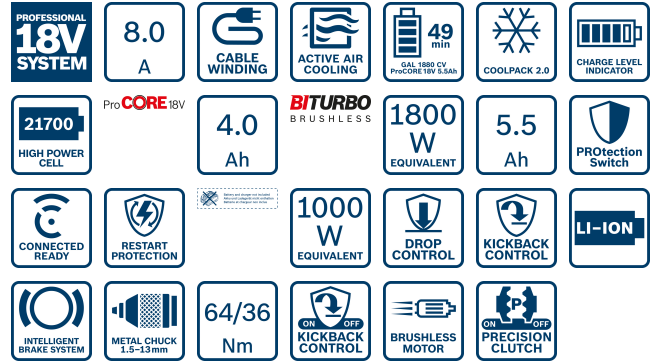 PROFESSIONAL
18V
SYSTEM
8.0
A
CABLE
WINDING
ACTIVE AIR
COOLING
49
min
GAL 1880 CV
ProCORE18V 5.5Ah
COOLPACK 2.0
CHARGE LEVEL
INDICATOR
21700
HIGH POWER
CELL
ProCORE18V
4.0
Ah
BITURBO
BRUSHLESS
1800
W
EQUIVALENT
5.5
Ah
PROtection
Switch
CONNECTED
READY
RESTART
PROTECTION
1000
W
EQUIVALENT
DROP
CONTROL
KICKBACK
CONTROL
LI-ION
INTELLIGENT
BRAKE SYSTEM
METAL CHUCK
1.5-13mm
64/36
Nm
ON OFF
KICKBACK
CONTROL
BRUSHLESS
MOTOR
P
ON OFF
PRECISION
CLUTCH